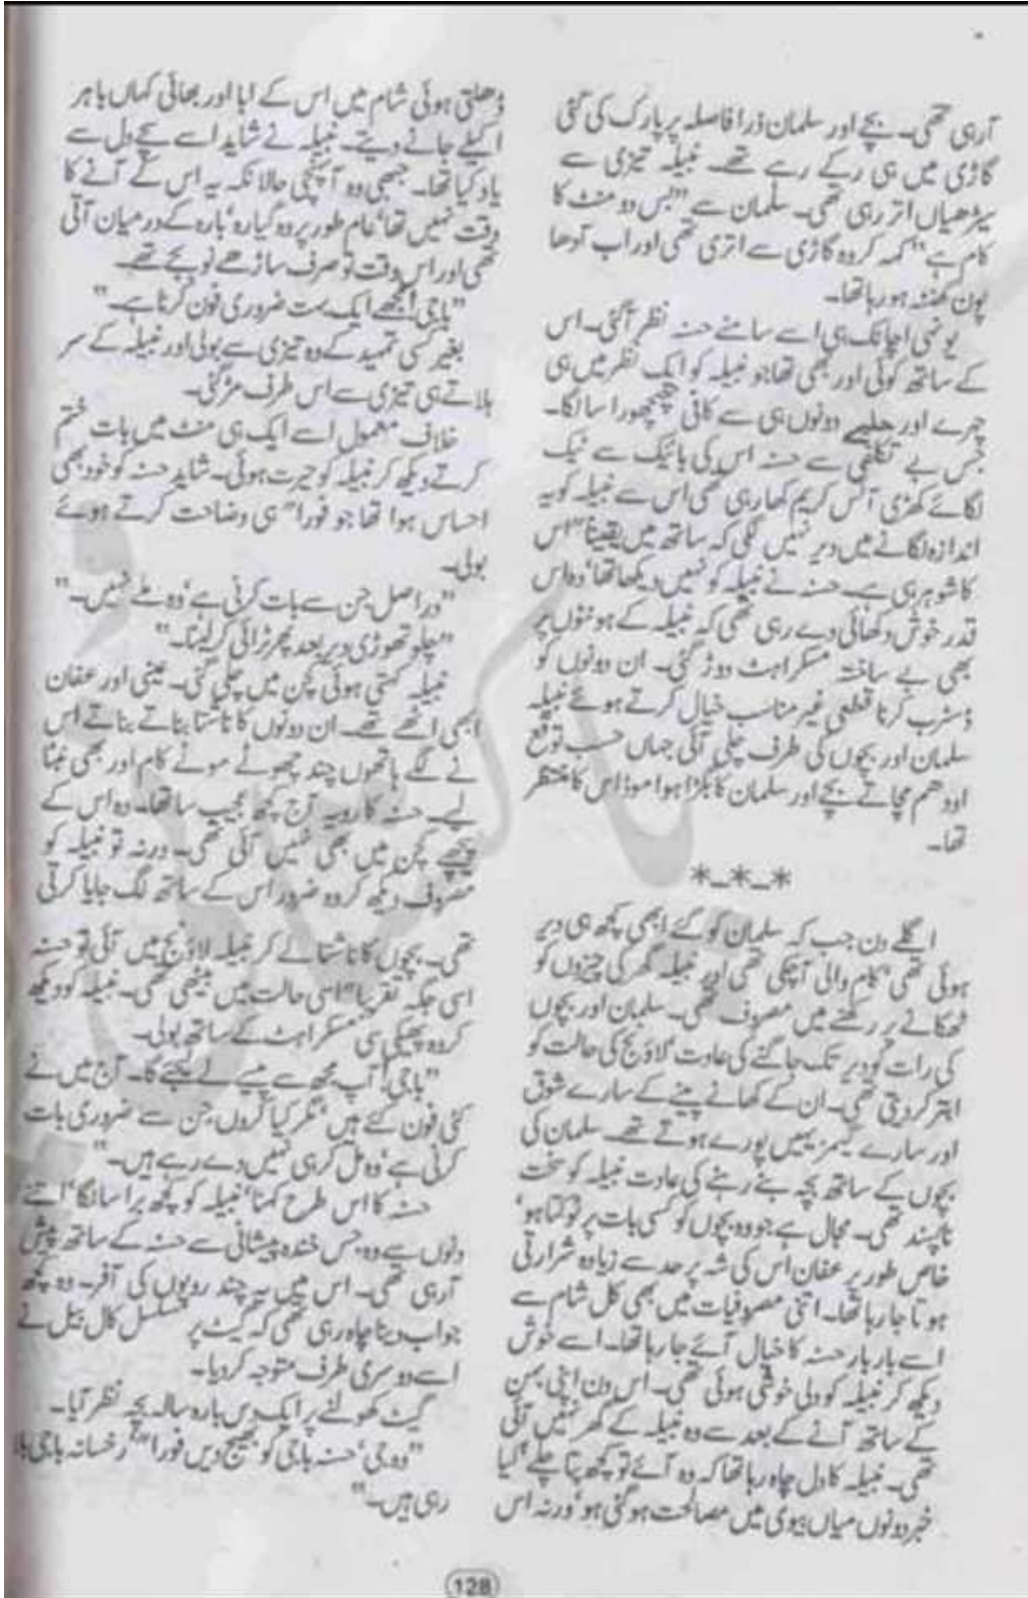 آرہی تھی۔ بچے اور سلمان ذرا فاصلہ پر پارک کی گئی
گاڑی میں ہی رکے رہے تھے۔ نبیلہ تیزی سے
سیڑھیاں اتر رہی تھی۔ سلمان سے "بس دو منٹ کا
کام ہے" کہہ کر وہ گاڑی سے اتری تھی اور اب آدھا
پون گھنٹہ ہو رہا تھا۔
یونہی اچانک ہی اسے سامنے حسنہ نظر آگئی۔ اس
کے ساتھ کوئی اور بھی تھا جو نبیلہ کو ایک نظر میں ہی
چہرے اور حلیے دونوں ہی سے کافی چھچھورا سا لگا۔
جس بے تکلفی سے حسنہ اس کی بائیک سے ٹیک
لگائے کھڑی آئس کریم کھا رہی تھی اس سے نبیلہ کو یہ
اندازہ لگانے میں دیر نہیں لگی کہ ساتھ میں یقیناً" اس
کا شوہر ہی ہے۔ حسنہ نے نبیلہ کو نہیں دیکھا تھا' وہ اس
قدر خوش دکھائی دے رہی تھی کہ نبیلہ کے ہونٹوں پر
بھی بے ساختہ مسکراہٹ دوڑ گئی۔ ان دونوں کو
ڈسٹرب کرنا قطعی غیر مناسب خیال کرتے ہوئے نبیلہ
سلمان اور بچوں کی طرف چلی آئی جہاں حسب توقع
اودھم مچاتے بچے اور سلمان کا بگڑا ہوا موڈ اس کا منتظر
تھا۔
*_*_*
اگلے دن جب کہ سلمان کو گئے ابھی کچھ ہی دیر
ہوئی تھی' کام والی آچکی تھی اور نبیلہ گھر کی چیزوں کو
ٹھکانے پر رکھنے میں مصروف تھی۔ سلمان اور بچوں
کی رات کو دیر تک جاگنے کی عادت' لاؤنج کی حالت کو
ابتر کر دیتی تھی۔ ان کے کھانے پینے کے سارے شوق
اور سارے گیمز یہیں پورے ہوتے تھے۔ سلمان کی
بچوں کے ساتھ بچہ بنے رہنے کی عادت نبیلہ کو سخت
ناپسند تھی۔ مجال ہے جو وہ بچوں کو کسی بات پر ٹوکتا ہو'
خاص طور پر عفان اس کی شہ پر حد سے زیادہ شرارتی
ہوتا جا رہا تھا۔ اتنی مصروفیات میں بھی کل شام سے
اسے بار بار حسنہ کا خیال آئے جا رہا تھا۔ اسے خوش
دیکھ کر نبیلہ کو دلی خوشی ہوئی تھی۔ اس دن اپنی بہن
کے ساتھ آنے کے بعد سے وہ نبیلہ کے گھر نہیں آئی
تھی۔ نبیلہ کا دل چاہ رہا تھا کہ وہ آئے تو کچھ پتا چلے' کیا
خبر دونوں میاں بیوی میں مصالحت ہو گئی ہو' ورنہ اس
ڈھلتی ہوئی شام میں اس کے ابا اور بھائی کہاں باہر
اکیلے جانے دیتے۔ نبیلہ نے شاید اسے سچے دل سے
یاد کیا تھا۔ جبھی وہ آ پہنچی حالانکہ یہ اس کے آنے کا
وقت نہیں تھا' عام طور پر وہ گیارہ' بارہ کے درمیان آتی
تھی اور اس وقت تو صرف ساڑھے نو بجے تھے۔
"باجی! مجھے ایک بہت ضروری فون کرنا ہے۔"
بغیر کسی تمہید کے وہ تیزی سے بولی اور نبیلہ کے سر
ہلاتے ہی تیزی سے اس طرف مڑ گئی۔
خلاف معمول اسے ایک ہی منٹ میں بات ختم
کرتے دیکھ کر نبیلہ کو حیرت ہوئی۔ شاید حسنہ کو خود بھی
احساس ہوا تھا جو فوراً" ہی وضاحت کرتے ہوئے
بولی۔
"دراصل جن سے بات کرنی ہے' وہ ملے نہیں۔"
"چلو تھوڑی دیر بعد پھر ٹرائی کر لینا۔"
نبیلہ کہتی ہوئی کچن میں چلی گئی۔ عینی اور عفان
ابھی اٹھے تھے۔ ان دونوں کا ناشتا بناتے بناتے اس
نے لگے ہاتھوں چند چھوٹے موٹے کام اور بھی نمٹا
لیے۔ حسنہ کا رویہ آج کچھ عجیب سا تھا۔ وہ اس کے
پیچھے کچن میں بھی نہیں آئی تھی۔ ورنہ تو نبیلہ کو
مصروف دیکھ کر وہ ضرور اس کے ساتھ لگ جایا کرتی
تھی۔ بچوں کا ناشتا لے کر نبیلہ لاؤنج میں آئی تو حسنہ
اسی جگہ تقریباً" اسی حالت میں بیٹھی تھی۔ نبیلہ کو دیکھ
کر وہ پھیکی سی مسکراہٹ کے ساتھ بولی۔
"باجی! آپ مجھ سے پیسے لے لیجئے گا۔ آج میں نے
کئی فون کئے ہیں' مگر کیا کروں جن سے ضروری بات
کرنی ہے' وہ مل کر ہی نہیں دے رہے ہیں۔"
حسنہ کا اس طرح کہنا' نبیلہ کو کچھ برا سا لگا' اتنے
دنوں سے وہ جس خندہ پیشانی سے حسنہ کے ساتھ پیش
آرہی تھی۔ اس میں یہ چند روپوں کی آفر۔ وہ کچھ
جواب دینا چاہ رہی تھی کہ گیٹ پر مسلسل کال بیل نے
اسے دوسری طرف متوجہ کر دیا۔
گیٹ کھولنے پر ایک دس بارہ سالہ بچہ نظر آیا۔
"وہ جی' حسنہ باجی کو بھیج دیں فوراً" رخسانہ باجی بلا
رہی ہیں۔"
128